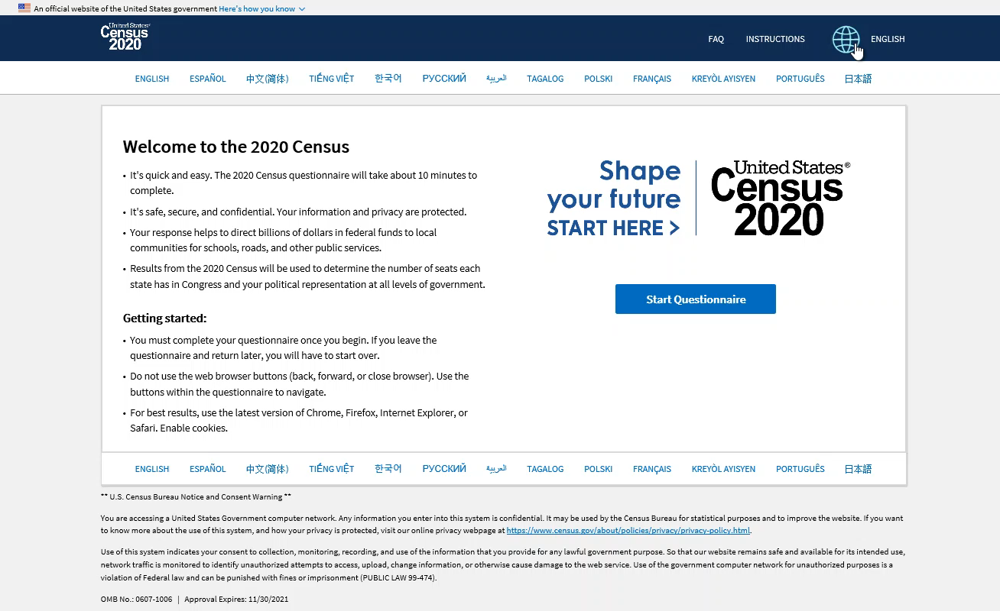 An official website of the United States government Here's how you know
United States®
Census
2020
FAQ INSTRUCTIONS ENGLISH
ENGLISH ESPAÑOL 中文(简体) TIẾNG VIỆT 한국어 РУССКИЙ العربية TAGALOG POLSKI FRANÇAIS KREYÒL AYISYEN PORTUGUÊS 日本語
Welcome to the 2020 Census
• It's quick and easy. The 2020 Census questionnaire will take about 10 minutes to
complete.
• It's safe, secure, and confidential. Your information and privacy are protected.
• Your response helps to direct billions of dollars in federal funds to local
communities for schools, roads, and other public services.
• Results from the 2020 Census will be used to determine the number of seats each
state has in Congress and your political representation at all levels of government.
Getting started:
• You must complete your questionnaire once you begin. If you leave the
questionnaire and return later, you will have to start over.
• Do not use the web browser buttons (back, forward, or close browser). Use the
buttons within the questionnaire to navigate.
• For best results, use the latest version of Chrome, Firefox, Internet Explorer, or
Safari. Enable cookies.
Shape
your future
START HERE >
United States®
Census
2020
Start Questionnaire
ENGLISH ESPAÑOL 中文(简体) TIẾNG VIỆT 한국어 РУССКИЙ العربية TAGALOG POLSKI FRANÇAIS KREYÒL AYISYEN PORTUGUÊS 日本語
** U.S. Census Bureau Notice and Consent Warning **
You are accessing a United States Government computer network. Any information you enter into this system is confidential. It may be used by the Census Bureau for statistical purposes and to improve the website. If you want
to know more about the use of this system, and how your privacy is protected, visit our online privacy webpage at https://www.census.gov/about/policies/privacy/privacy-policy.html.
Use of this system indicates your consent to collection, monitoring, recording, and use of the information that you provide for any lawful government purpose. So that our website remains safe and available for its intended use,
network traffic is monitored to identify unauthorized attempts to access, upload, change information, or otherwise cause damage to the web service. Use of the government computer network for unauthorized purposes is a
violation of Federal law and can be punished with fines or imprisonment (PUBLIC LAW 99-474).
OMB No.: 0607-1006 | Approval Expires: 11/30/2021